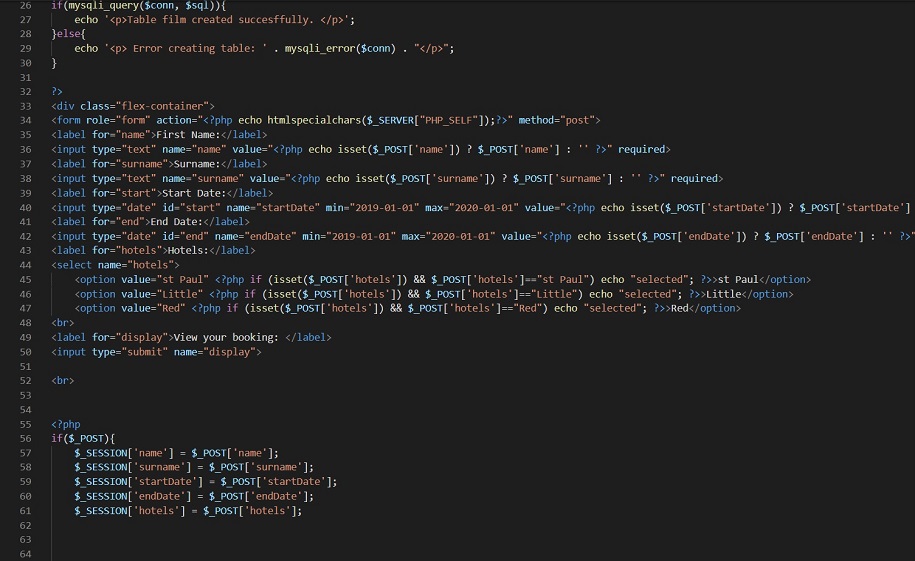 26 if(mysqli_query($conn, $sql)){
27 echo '<p>Table film created succesffully. </p>';
28 }else{
29 echo '<p> Error creating table: ' . mysqli_error($conn) . "</p>";
30 }
31
32 ?>
33 <div class="flex-container">
34 <form role="form" action="<?php echo htmlspecialchars($_SERVER["PHP_SELF"]);?>" method="post">
35 <label for="name">First Name:</label>
36 <input type="text" name="name" value="<?php echo isset($_POST['name']) ? $_POST['name'] : '' ?>" required>
37 <label for="surname">Surname:</label>
38 <input type="text" name="surname" value="<?php echo isset($_POST['surname']) ? $_POST['surname'] : '' ?>" required>
39 <label for="start">Start Date:</label>
40 <input type="date" id="start" name="startDate" min="2019-01-01" max="2020-01-01" value="<?php echo isset($_POST['startDate']) ? $_POST['startDate']
41 <label for="end">End Date:</label>
42 <input type="date" id="end" name="endDate" min="2019-01-01" max="2020-01-01" value="<?php echo isset($_POST['endDate']) ? $_POST['endDate'] : '' ?>"
43 <label for="hotels">Hotels:</label>
44 <select name="hotels">
45 <option value="st Paul" <?php if (isset($_POST['hotels']) && $_POST['hotels']=="st Paul") echo "selected"; ?>>st Paul</option>
46 <option value="Little" <?php if (isset($_POST['hotels']) && $_POST['hotels']=="Little") echo "selected"; ?>>Little</option>
47 <option value="Red" <?php if (isset($_POST['hotels']) && $_POST['hotels']=="Red") echo "selected"; ?>>Red</option>
48 <br>
49 <label for="display">View your booking: </label>
50 <input type="submit" name="display">
51
52 <br>
53
54
55 <?php
56 if($_POST){
57 $_SESSION['name'] = $_POST['name'];
58 $_SESSION['surname'] = $_POST['surname'];
59 $_SESSION['startDate'] = $_POST['startDate'];
60 $_SESSION['endDate'] = $_POST['endDate'];
61 $_SESSION['hotels'] = $_POST['hotels'];
62
63
64